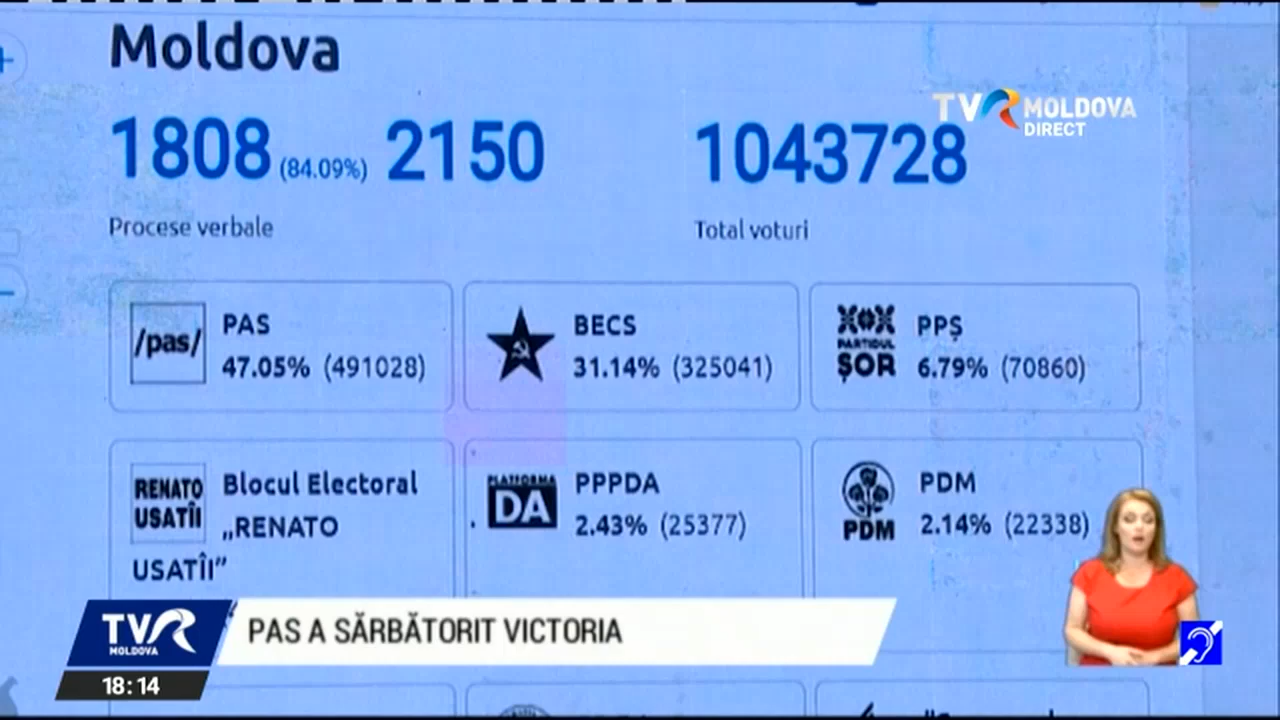 Moldova
TVR MOLDOVA
DIRECT
1808 (84.09%) 2150
1043728
Procese verbale
Total voturi
/pas/
PAS
47.05% (491028)
BECS
31.14% (325041)
PARTIDUL
ȘOR
PPȘ
6.79% (70860)
RENATO
USATÎI
Blocul Electoral
„RENATO
USATÎI”
PLATFORMA
DA
PPPDA
2.43% (25377)
PDM
PDM
2.14% (22338)
TVR
MOLDOVA
PAS A SĂRBĂTORIT VICTORIA
18:14